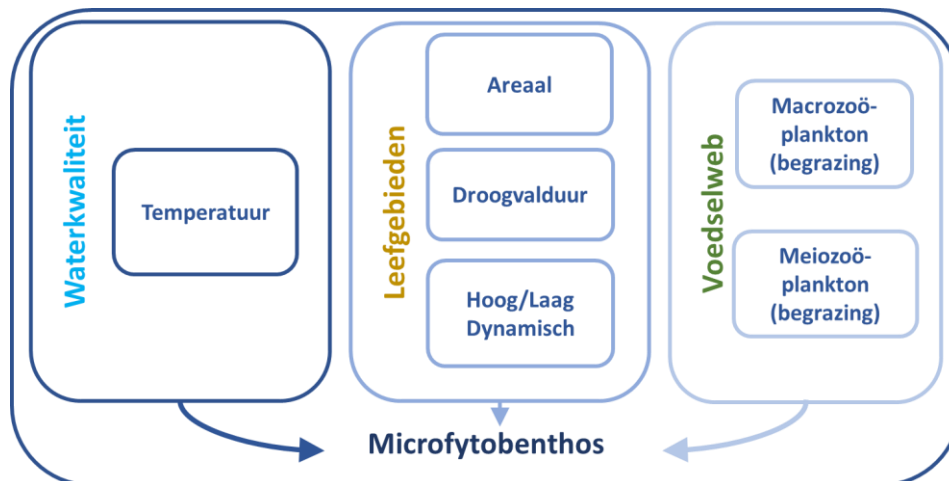 Waterkwaliteit
Temperatuur
Leefgebieden
Areaal
Droogvalduur
Hoog/Laag
Dynamisch
Voedselweb
Macrozoö-
plankton
(begrazing)
Meiozoö-
plankton
(begrazing)
Microfytobenthos